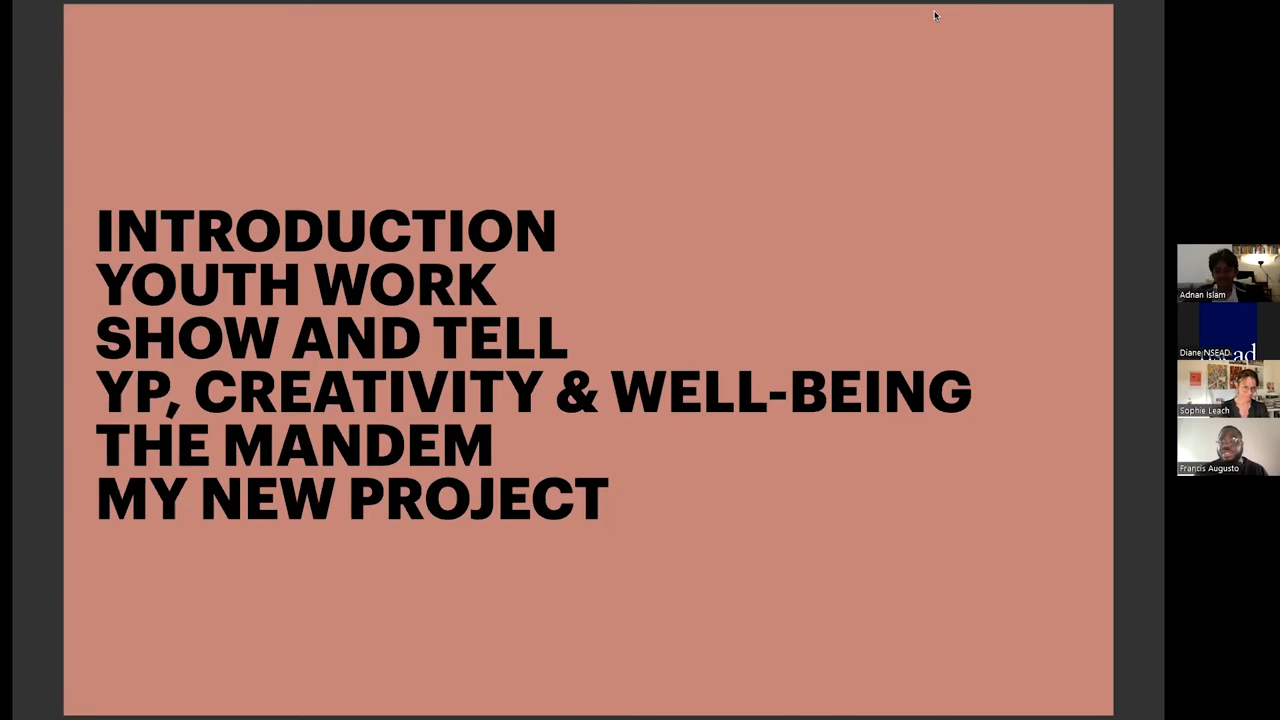 INTRODUCTION
YOUTH WORK
SHOW AND TELL
YP, CREATIVITY & WELL-BEING
THE MANDEM
MY NEW PROJECT
Adnan Islam
Diane NSEAD
Sophie Leach
Francis Augusto